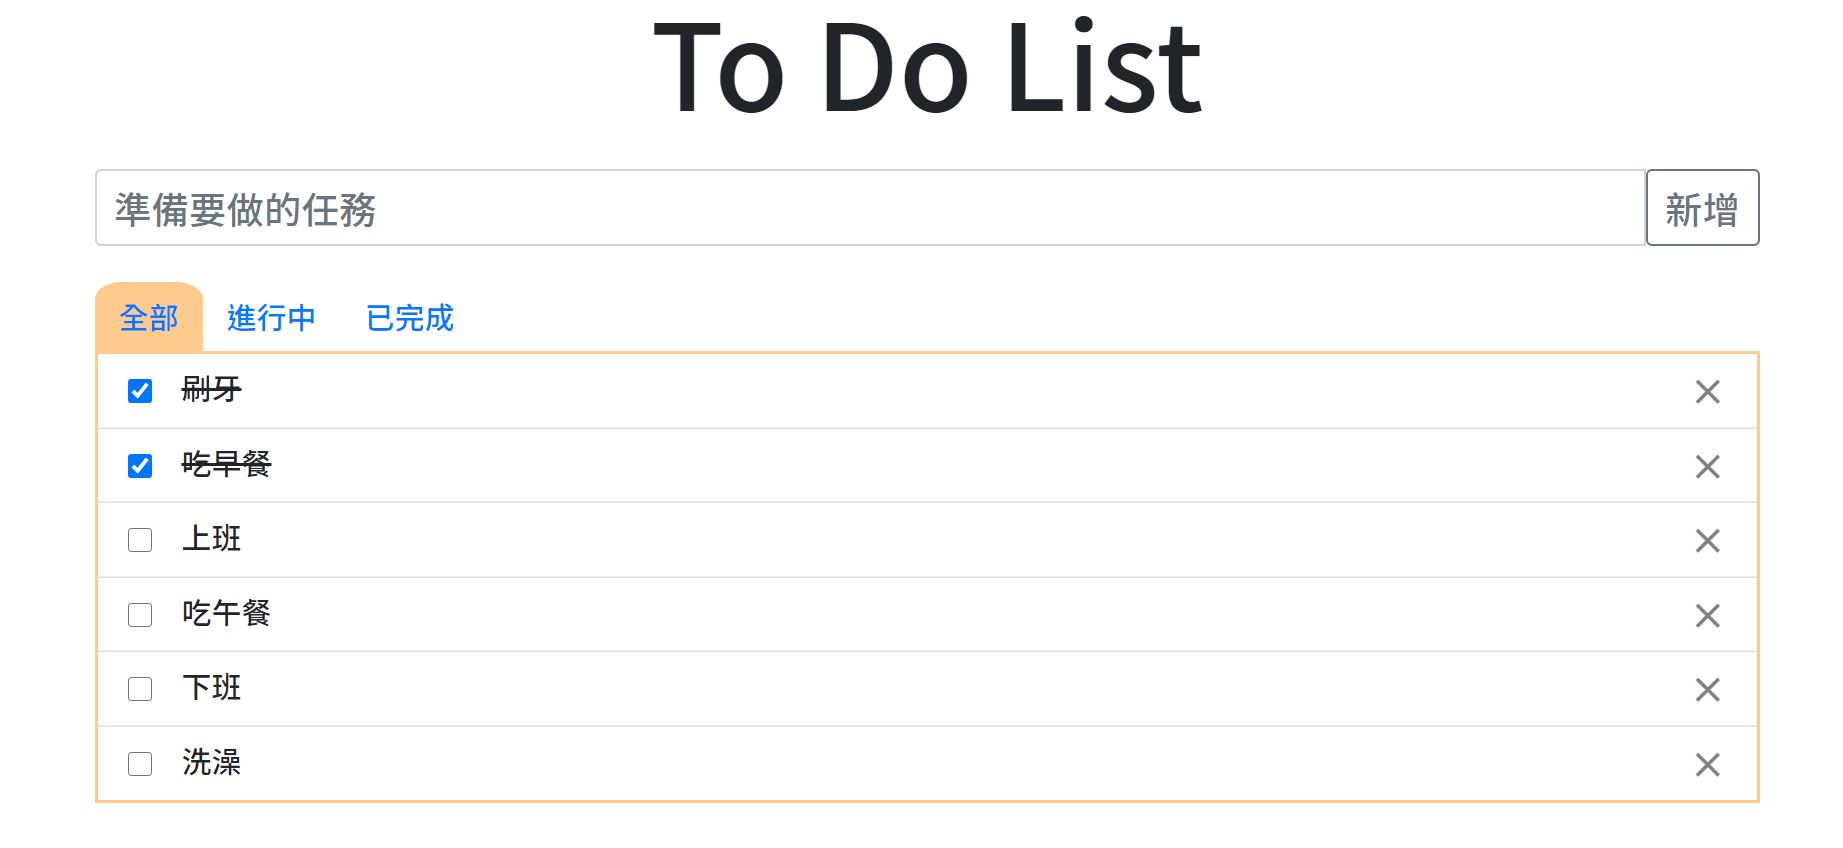 To Do List
準備要做的任務 新增
全部 進行中 已完成
刷牙
吃早餐
上班
吃午餐
下班
洗澡